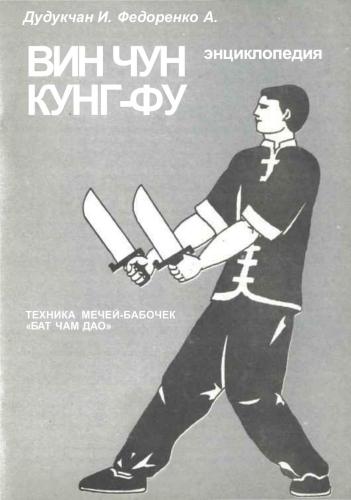 Дудукчан И. Федоренко А.
ВИН ЧУН энциклопедия
КУНГ-ФУ
ТЕХНИКА МЕЧЕЙ-БАБОЧЕК
«БАТ ЧАМ ДАО»